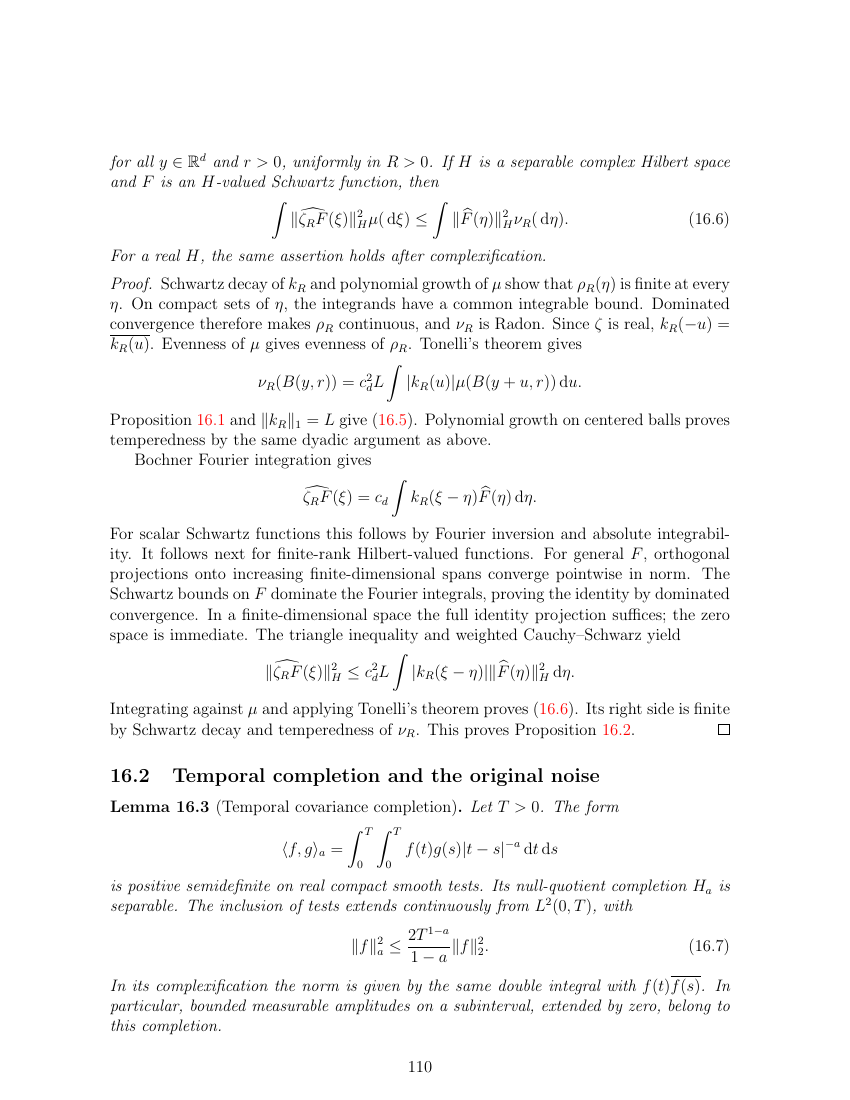 for all y ∈ ℝ^d and r > 0, uniformly in R > 0. If H is a separable complex Hilbert space
and F is an H-valued Schwartz function, then
∫ ‖\widehat{ζ_R F}(ξ)‖_H^2 μ( dξ) ≤ ∫ ‖\widehat{F}(η)‖_H^2 ν_R( dη). (16.6)
For a real H, the same assertion holds after complexification.
Proof. Schwartz decay of k_R and polynomial growth of μ show that ρ_R(η) is finite at every
η. On compact sets of η, the integrands have a common integrable bound. Dominated
convergence therefore makes ρ_R continuous, and ν_R is Radon. Since ζ is real, k_R(−u) =
\overline{k_R(u)}. Evenness of μ gives evenness of ρ_R. Tonelli's theorem gives
ν_R(B(y, r)) = c_d^2 L ∫ |k_R(u)|μ(B(y + u, r)) du.
Proposition 16.1 and ‖k_R‖_1 = L give (16.5). Polynomial growth on centered balls proves
temperedness by the same dyadic argument as above.
Bochner Fourier integration gives
\widehat{ζ_R F}(ξ) = c_d ∫ k_R(ξ − η)\widehat{F}(η) dη.
For scalar Schwartz functions this follows by Fourier inversion and absolute integrabil-
ity. It follows next for finite-rank Hilbert-valued functions. For general F, orthogonal
projections onto increasing finite-dimensional spans converge pointwise in norm. The
Schwartz bounds on F dominate the Fourier integrals, proving the identity by dominated
convergence. In a finite-dimensional space the full identity projection suffices; the zero
space is immediate. The triangle inequality and weighted Cauchy–Schwarz yield
‖\widehat{ζ_R F}(ξ)‖_H^2 ≤ c_d^2 L ∫ |k_R(ξ − η)|‖\widehat{F}(η)‖_H^2 dη.
Integrating against μ and applying Tonelli's theorem proves (16.6). Its right side is finite
by Schwartz decay and temperedness of ν_R. This proves Proposition 16.2. □
16.2 Temporal completion and the original noise
Lemma 16.3 (Temporal covariance completion). Let T > 0. The form
⟨f, g⟩_a = ∫_0^T ∫_0^T f(t)g(s)|t − s|^{−a} dt ds
is positive semidefinite on real compact smooth tests. Its null-quotient completion H_a is
separable. The inclusion of tests extends continuously from L^2(0, T), with
‖f‖_a^2 ≤ \frac{2T^{1−a}}{1 − a}‖f‖_2^2. (16.7)
In its complexification the norm is given by the same double integral with f(t)\overline{f(s)}. In
particular, bounded measurable amplitudes on a subinterval, extended by zero, belong to
this completion.
110